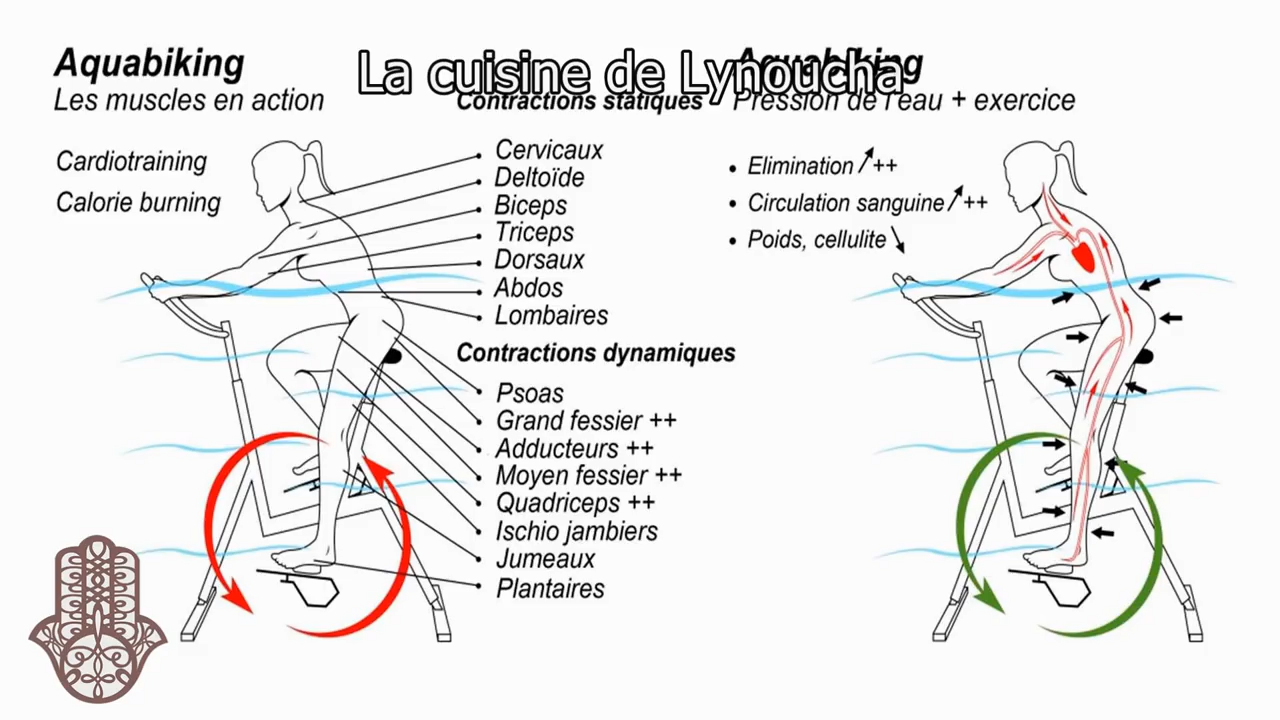 La cuisine de Lynoucha
Aquabiking
Les muscles en action
Cardiotraining
Calorie burning
Contractions statiques
Cervicaux
Deltoïde
Biceps
Triceps
Dorsaux
Abdos
Lombaires
Contractions dynamiques
Psoas
Grand fessier ++
Adducteurs ++
Moyen fessier ++
Quadriceps ++
Ischio jambiers
Jumeaux
Plantaires
Aquabiking
Pression de l'eau + exercice
• Elimination ++
• Circulation sanguine ++
• Poids, cellulite